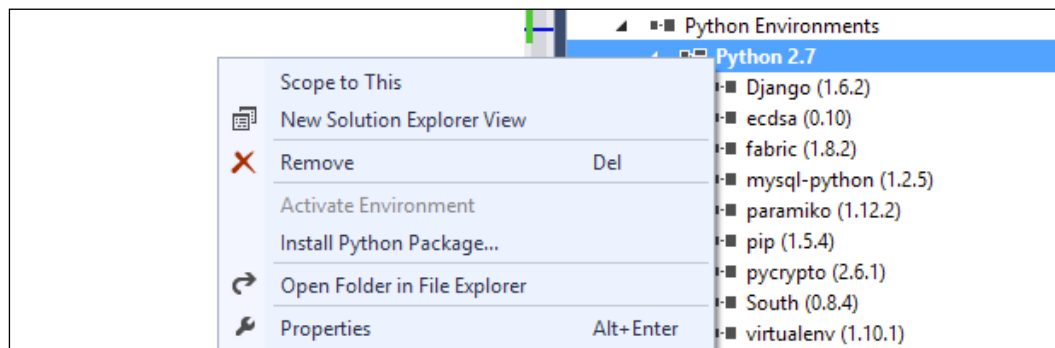 Python Environments
Python 2.7
Scope to This
Django (1.6.2)
New Solution Explorer View
ecdsa (0.10)
fabric (1.8.2)
Remove Del
mysql-python (1.2.5)
Activate Environment
paramiko (1.12.2)
Install Python Package...
pip (1.5.4)
pycrypto (2.6.1)
Open Folder in File Explorer
South (0.8.4)
Properties Alt+Enter
virtualenv (1.10.1)